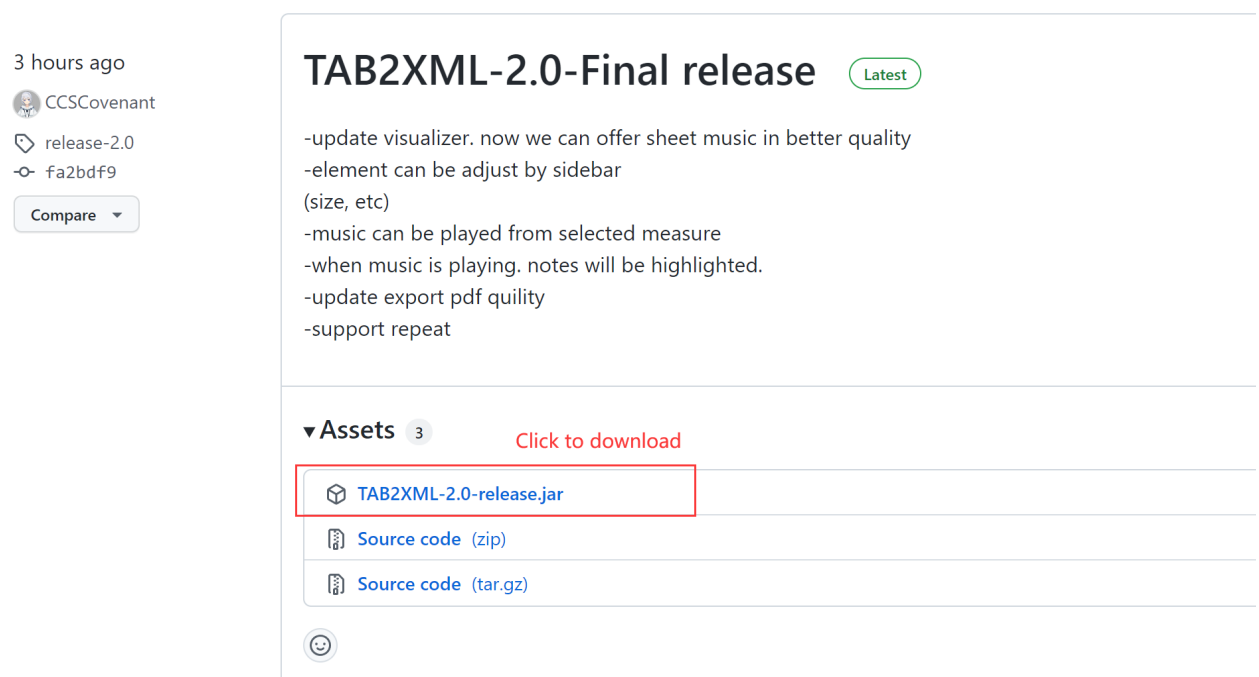 3 hours ago
CCSCovenant
release-2.0
fa2bdf9
Compare
TAB2XML-2.0-Final release
Latest
-update visualizer. now we can offer sheet music in better quality
-element can be adjust by sidebar
(size, etc)
-music can be played from selected measure
-when music is playing. notes will be highlighted.
-update export pdf quility
-support repeat
Assets 3
Click to download
TAB2XML-2.0-release.jar
Source code (zip)
Source code (tar.gz)